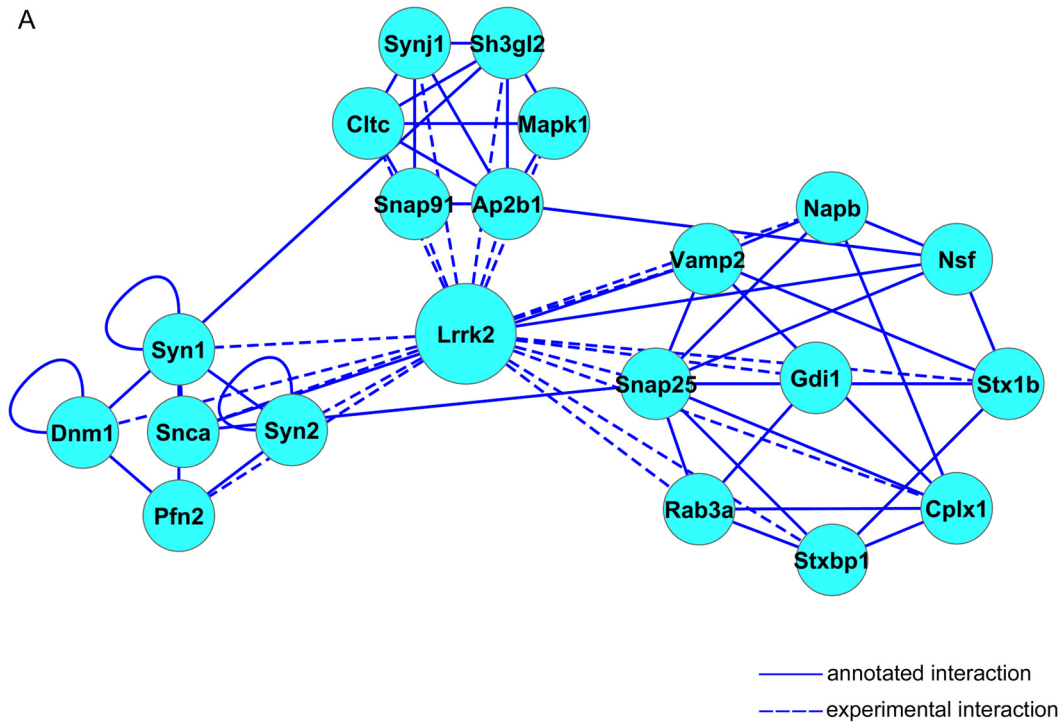 A
Synj1
Sh3gl2
Cltc
Mapk1
Snap91
Ap2b1
Napb
Vamp2
Nsf
Lrrk2
Syn1
Snap25
Gdi1
Stx1b
Dnm1
Snca
Syn2
Pfn2
Rab3a
Cplx1
Stxbp1
annotated interaction
experimental interaction